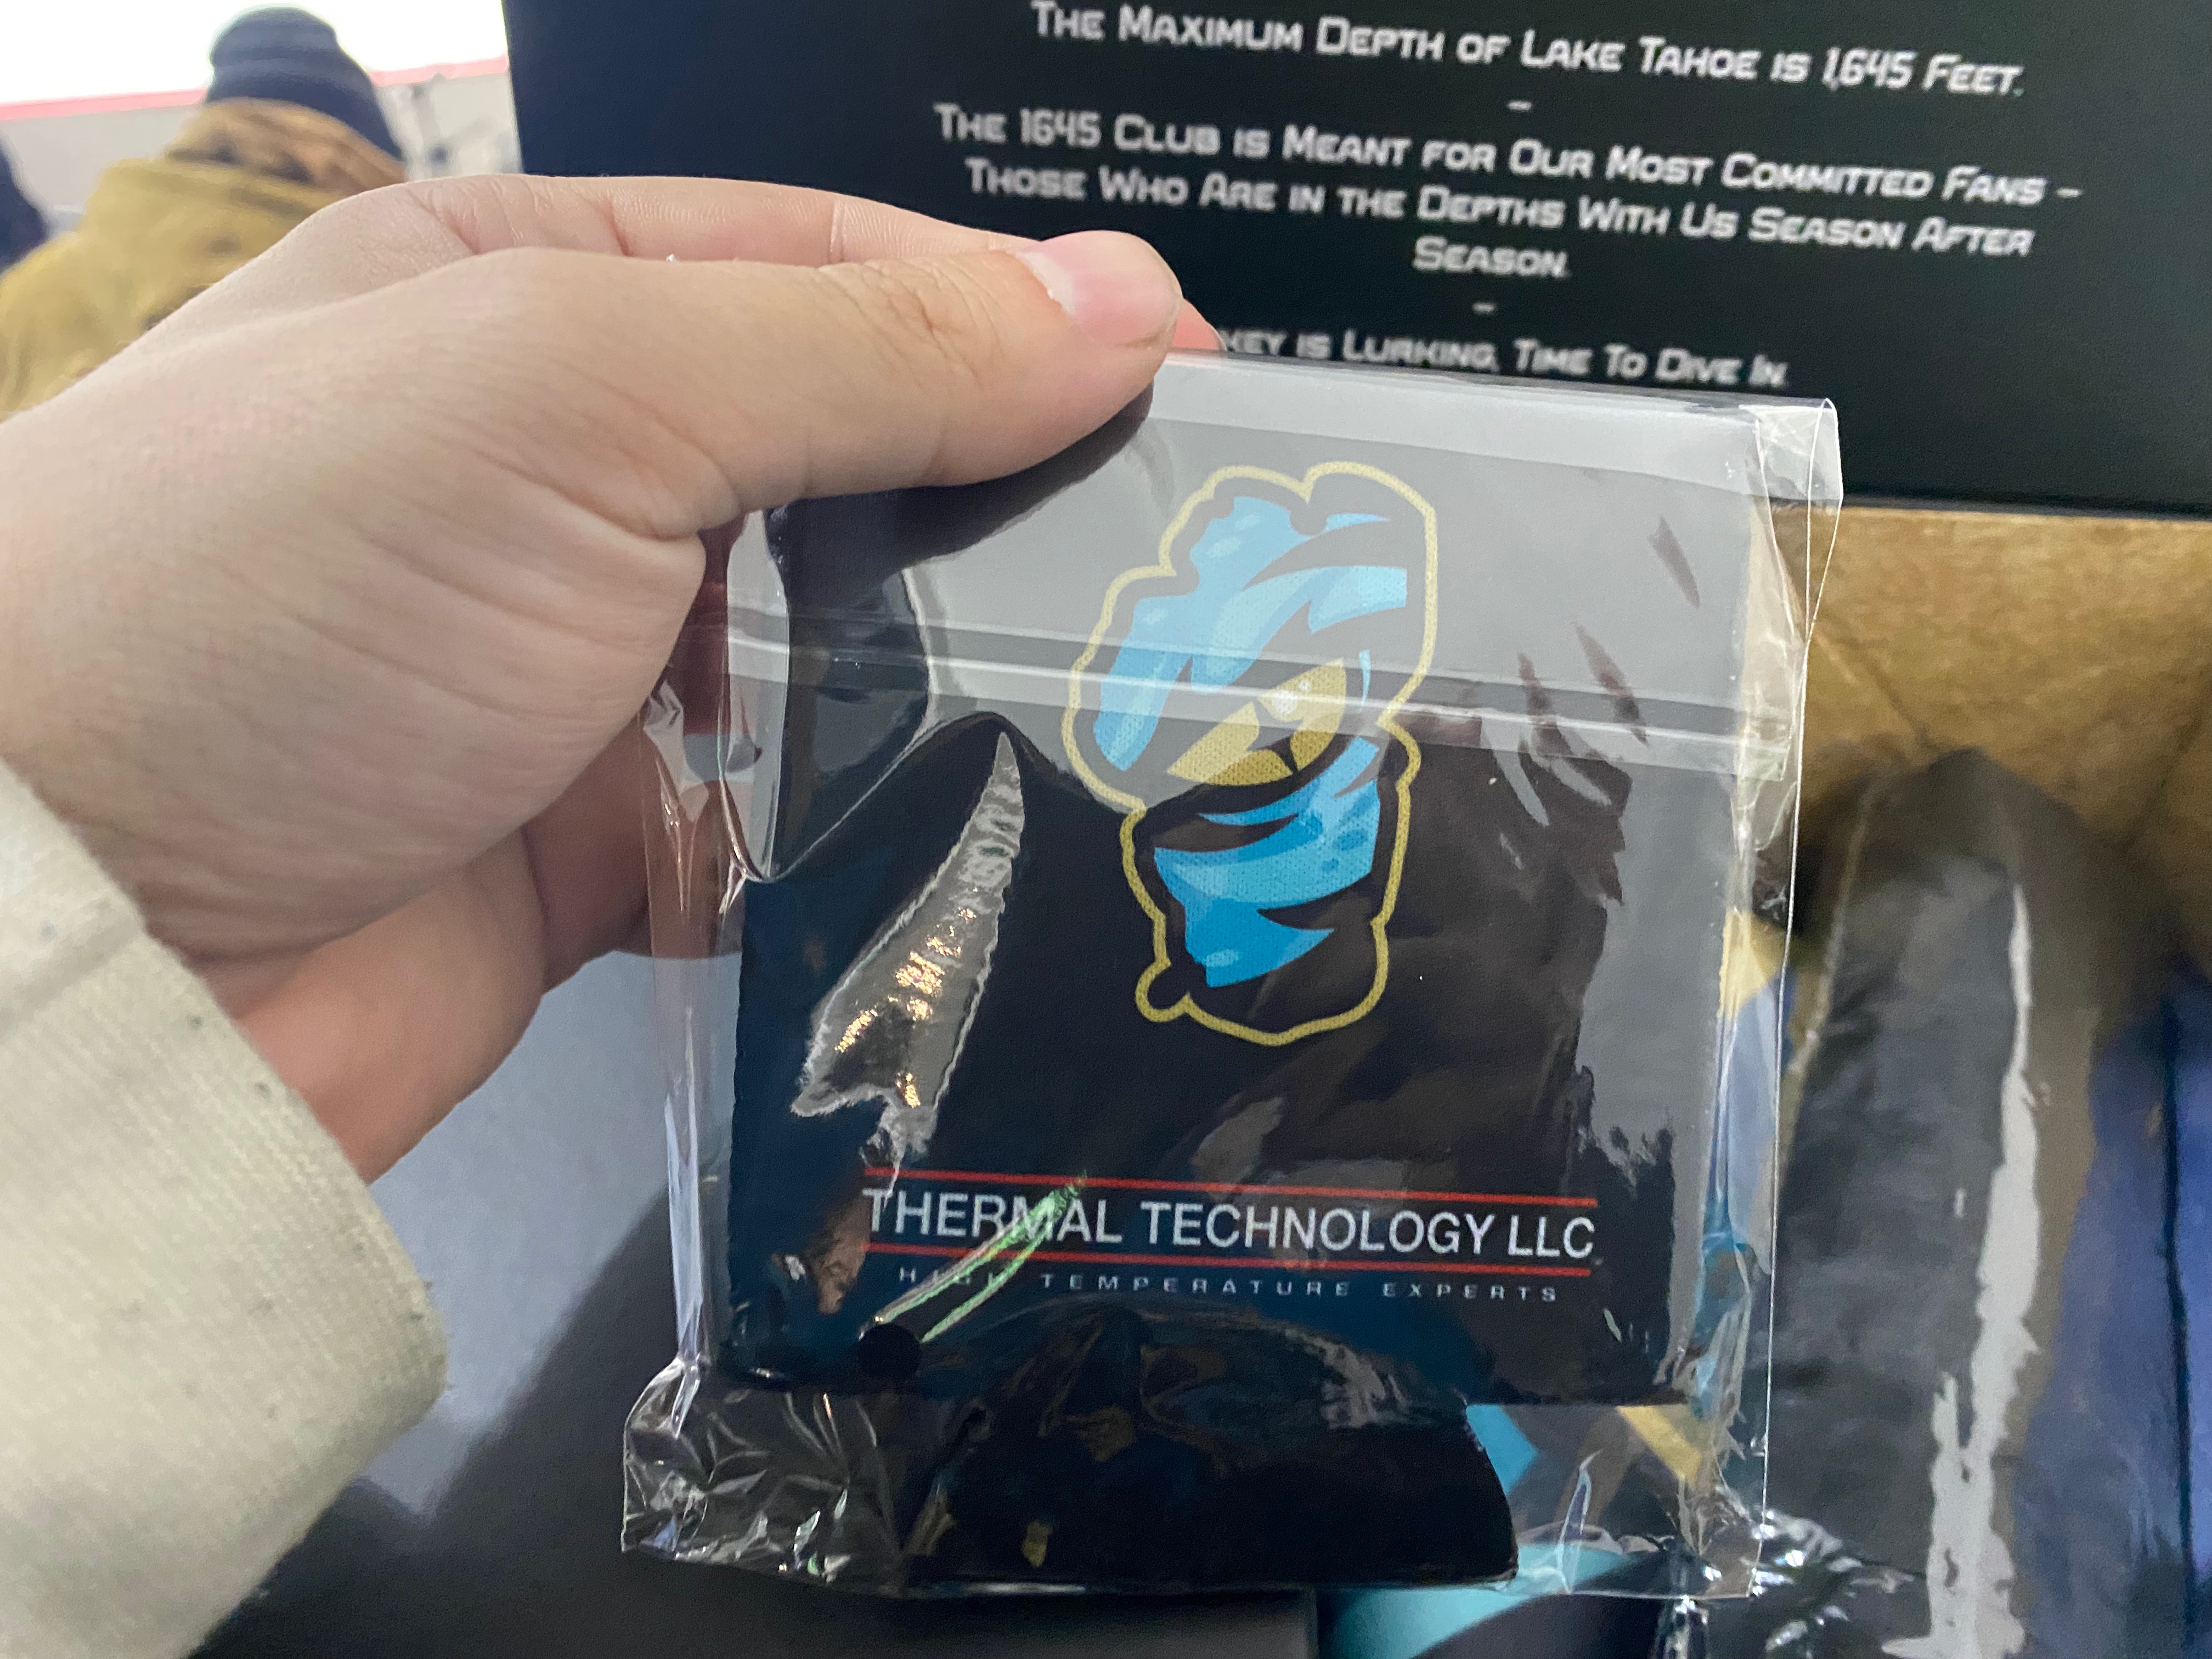 The Maximum Depth of Lake Tahoe is 1,645 Feet.
–
The 1645 Club is Meant for Our Most Committed Fans –
Those Who Are in the Depths With Us Season After
Season.
–
is Lurking, Time To Dive In.
THERMAL TECHNOLOGY LLC
HIGH TEMPERATURE EXPERTS